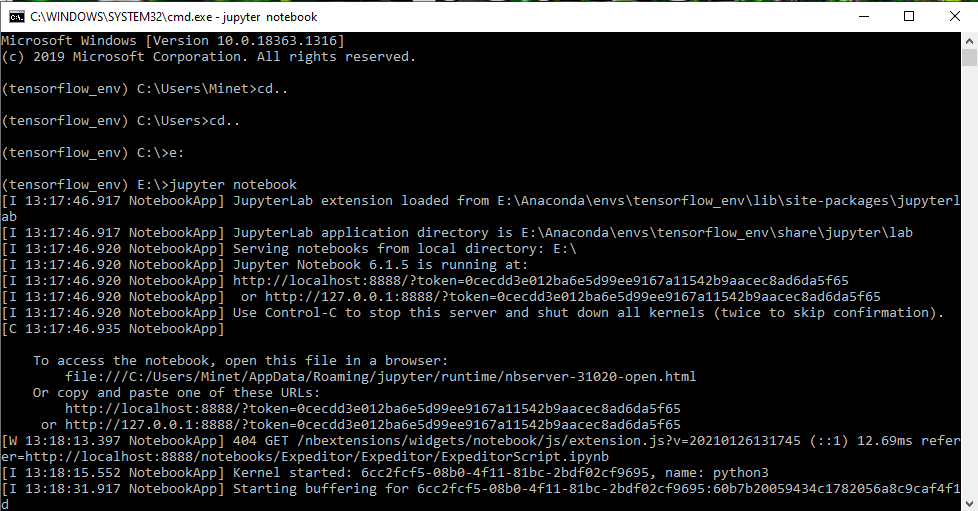 C:\WINDOWS\SYSTEM32\cmd.exe - jupyter notebook
Microsoft Windows [Version 10.0.18363.1316]
(c) 2019 Microsoft Corporation. All rights reserved.
(tensorflow_env) C:\Users\Minet>cd..
(tensorflow_env) C:\Users>cd..
(tensorflow_env) C:\>e:
(tensorflow_env) E:\>jupyter notebook
[I 13:17:46.917 NotebookApp] JupyterLab extension loaded from E:\Anaconda\envs\tensorflow_env\lib\site-packages\jupyterl
ab
[I 13:17:46.917 NotebookApp] JupyterLab application directory is E:\Anaconda\envs\tensorflow_env\share\jupyter\lab
[I 13:17:46.920 NotebookApp] Serving notebooks from local directory: E:\
[I 13:17:46.920 NotebookApp] Jupyter Notebook 6.1.5 is running at:
[I 13:17:46.920 NotebookApp] http://localhost:8888/?token=0cecdd3e012ba6e5d99ee9167a11542b9aacec8ad6da5f65
[I 13:17:46.920 NotebookApp]  or http://127.0.0.1:8888/?token=0cecdd3e012ba6e5d99ee9167a11542b9aacec8ad6da5f65
[I 13:17:46.920 NotebookApp] Use Control-C to stop this server and shut down all kernels (twice to skip confirmation).
[C 13:17:46.935 NotebookApp]
To access the notebook, open this file in a browser:
file:///C:/Users/Minet/AppData/Roaming/jupyter/runtime/nbserver-31020-open.html
Or copy and paste one of these URLs:
http://localhost:8888/?token=0cecdd3e012ba6e5d99ee9167a11542b9aacec8ad6da5f65
or http://127.0.0.1:8888/?token=0cecdd3e012ba6e5d99ee9167a11542b9aacec8ad6da5f65
[W 13:18:13.397 NotebookApp] 404 GET /nbextensions/widgets/notebook/js/extension.js?v=20210126131745 (::1) 12.69ms refer
er=http://localhost:8888/notebooks/Expeditor/Expeditor/ExpeditorScript.ipynb
[I 13:18:15.552 NotebookApp] Kernel started: 6cc2fcf5-08b0-4f11-81bc-2bdf02cf9695, name: python3
[I 13:18:31.917 NotebookApp] Starting buffering for 6cc2fcf5-08b0-4f11-81bc-2bdf02cf9695:60b7b20059434c1782056a8c9caf4f1
d